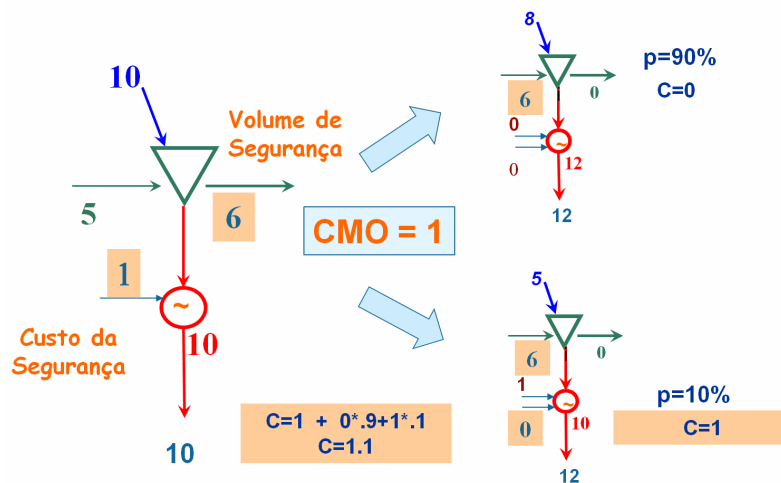 10
5
Volume de
Segurança
6
1
~
10
Custo da
Segurança
10
CMO = 1
C=1 + 0*.9+1*.1
C=1.1
8
6
0
0
0
~
12
12
p=90%
C=0
5
6
0
1
0
~
10
12
p=10%
C=1